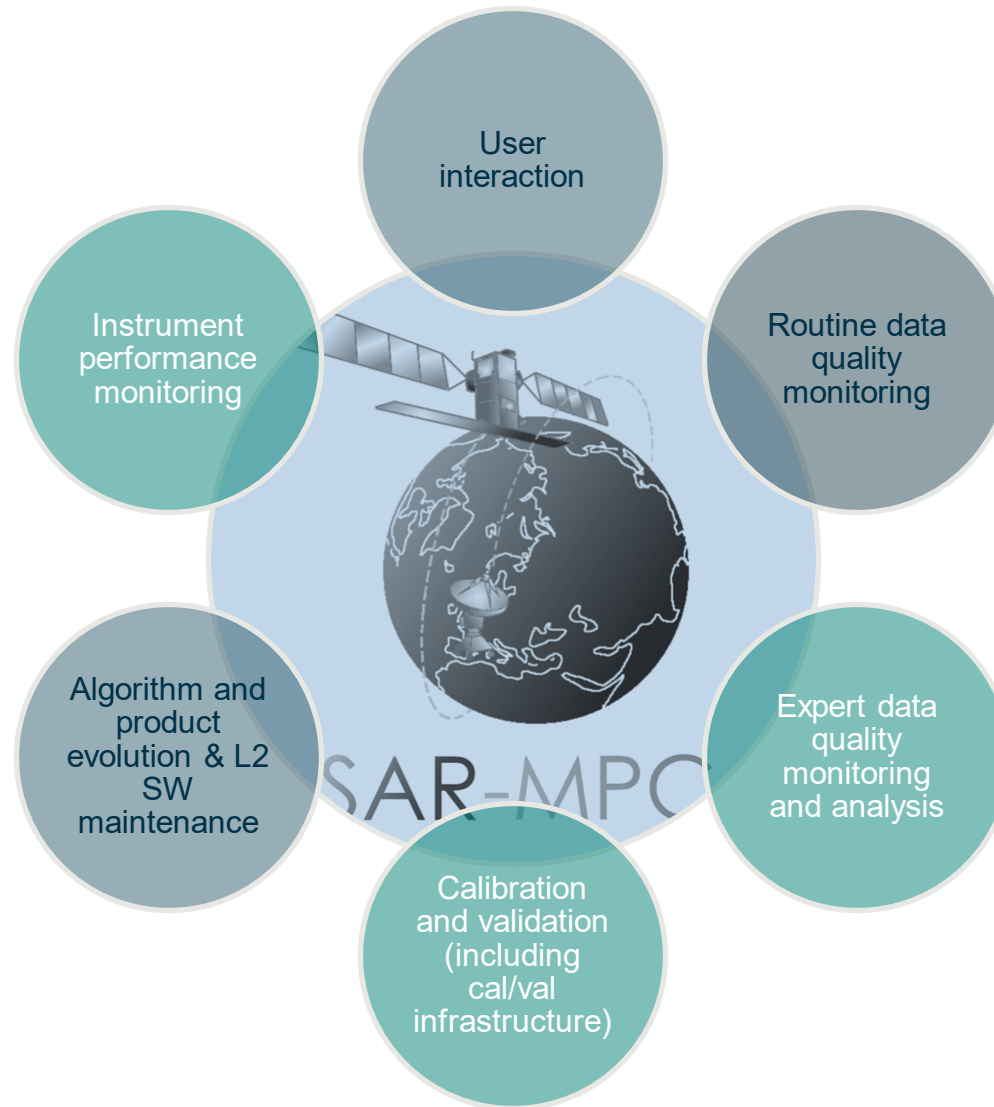 User
interaction
Routine data
quality
monitoring
Expert data
quality
monitoring
and analysis
Calibration
and validation
(including
cal/val
infrastructure)
Algorithm and
product
evolution & L2
SW
maintenance
Instrument
performance
monitoring
SAR-MPC